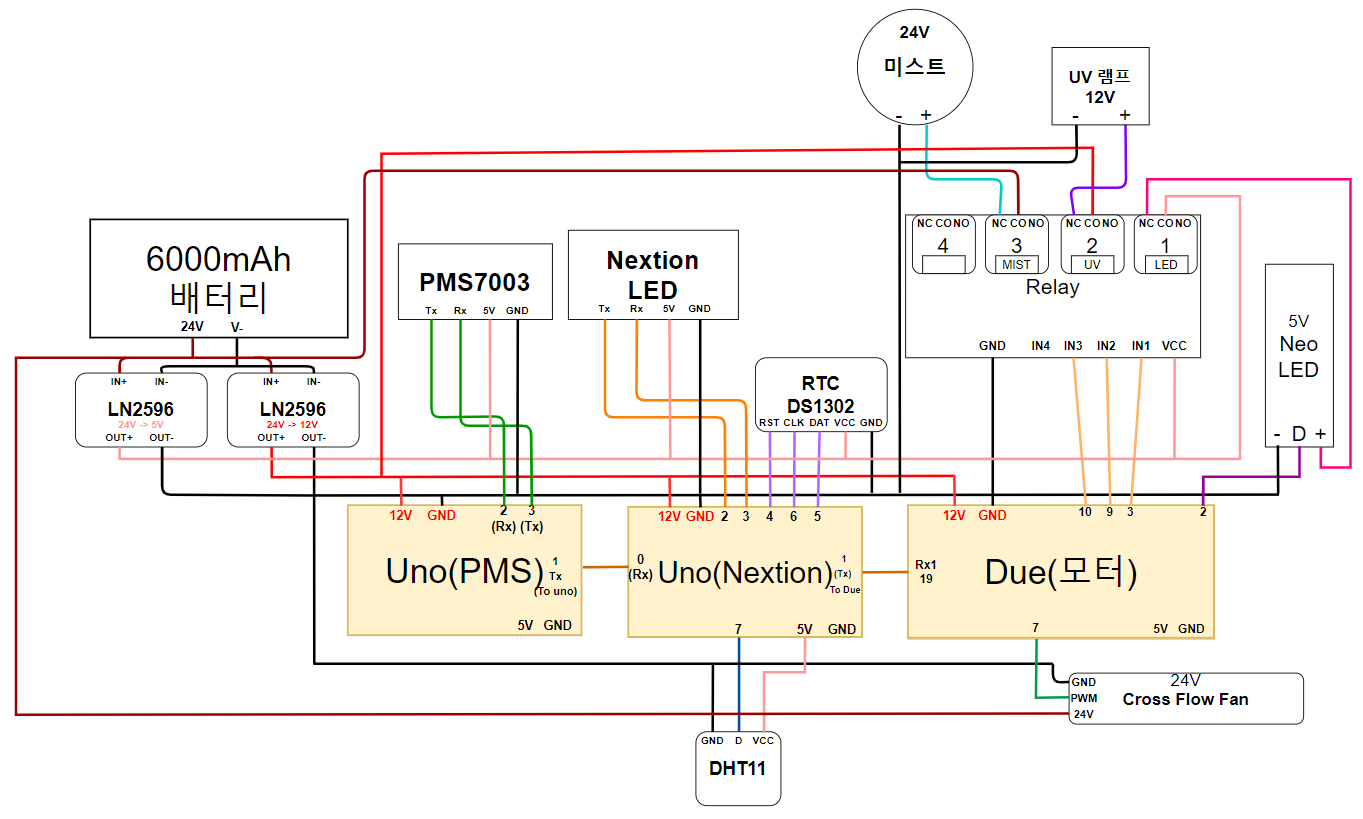 24V
미스트
- +
UV 램프
12V
- +
6000mAh
배터리
24V V-
PMS7003
Tx Rx 5V GND
Nextion
LED
Tx Rx 5V GND
NC CO NO NC CO NO NC CO NO NC CO NO
4 3 2 1
MIST UV LED
Relay
GND IN4 IN3 IN2 IN1 VCC
5V
Neo
LED
- D +
IN+ IN-
LN2596
24V -> 5V
OUT+ OUT-
IN+ IN-
LN2596
24V -> 12V
OUT+ OUT-
RTC
DS1302
RST CLK DAT VCC GND
12V GND 2 3
(Rx) (Tx)
Uno(PMS)
1
Tx
(To uno)
5V GND
12V GND 2 3 4 6 5
0
(Rx)
Uno(Nextion)
1
(Tx)
To Due
7 5V GND
12V GND 10 9 3 2
Rx1
19
Due(모터)
7 5V GND
GND
PWM
24V
24V
Cross Flow Fan
GND D VCC
DHT11